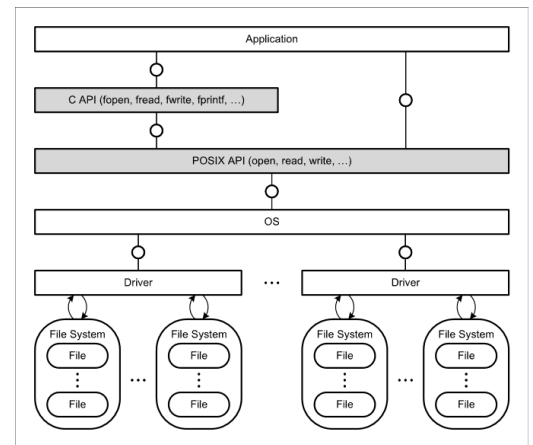 Application
C API (fopen, fread, fwrite, fprintf, …)
POSIX API (open, read, write, …)
OS
Driver … Driver
File System File System File System File System
File File File File
… …
File File File File